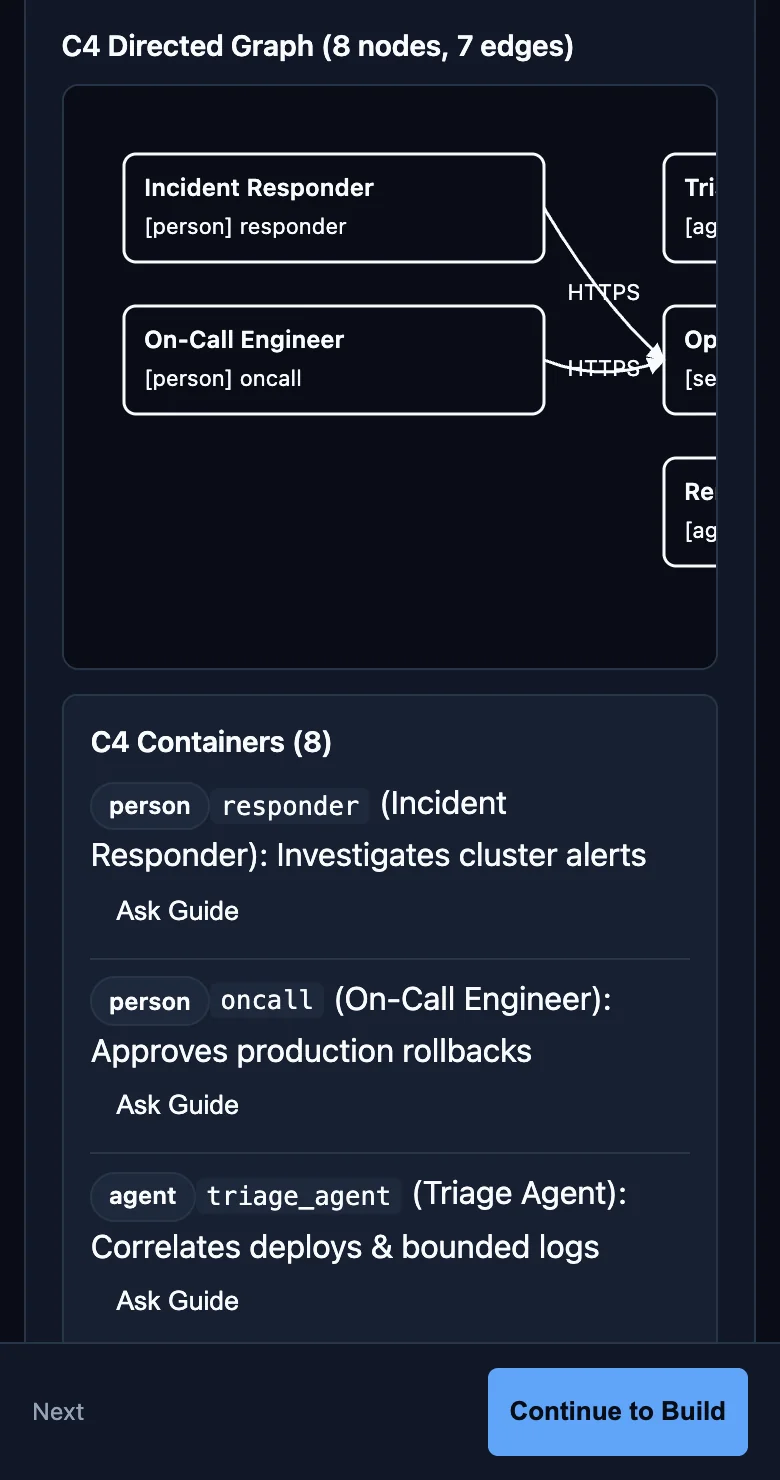 C4 Directed Graph (8 nodes, 7 edges)
Incident Responder
[person] responder
HTTPS
On-Call Engineer
[person] oncall
HTTPS
C4 Containers (8)
person responder (Incident
Responder): Investigates cluster alerts
Ask Guide
person oncall (On-Call Engineer):
Approves production rollbacks
Ask Guide
agent triage_agent (Triage Agent):
Correlates deploys & bounded logs
Ask Guide
Next
Continue to Build